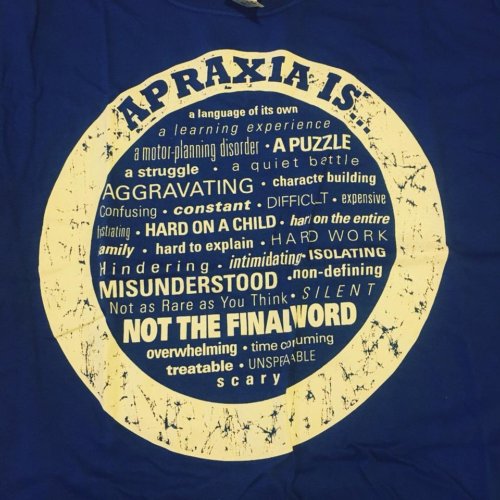 APRAXIA IS...
a language of its own
a learning experience
a motor-planning disorder • A PUZZLE
a struggle • a quiet battle
AGGRAVATING • character building
Confusing • constant • DIFFICULT • expensive
HARD ON A CHILD • hard on the entire
family • hard to explain • HARD WORK
Hindering • intimidating • ISOLATING
MISUNDERSTOOD • non-defining
Not as Rare as You Think • SILENT
NOT THE FINAL WORD
overwhelming • time consuming
treatable • UNSPEAKABLE
scary